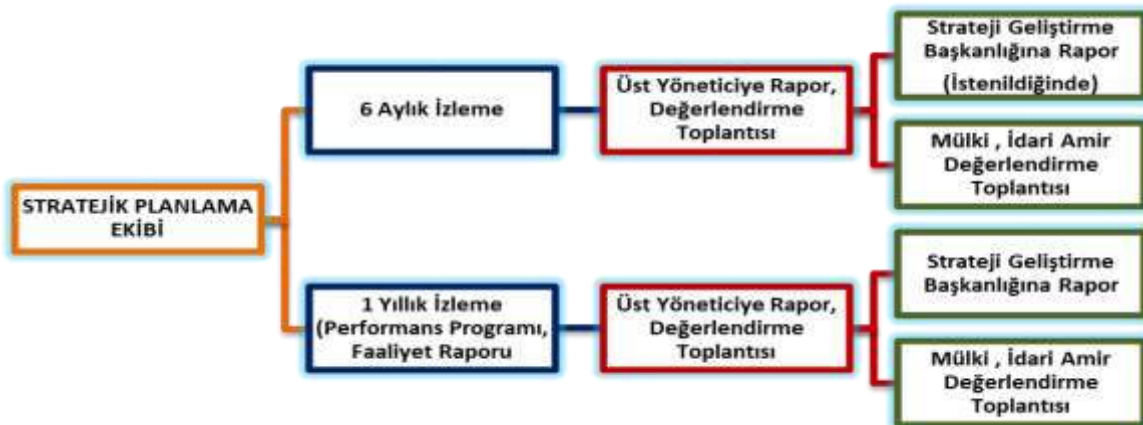 STRATEJİK PLANLAMA
EKİBİ
6 Aylık İzleme
Üst Yöneticiye Rapor,
Değerlendirme
Toplantısı
Strateji Geliştirme
Başkanlığına Rapor
(İstenildiğinde)
Mülki , İdari Amir
Değerlendirme
Toplantısı
1 Yıllık İzleme
(Performans Programı,
Faaliyet Raporu
Üst Yöneticiye Rapor,
Değerlendirme
Toplantısı
Strateji Geliştirme
Başkanlığına Rapor
Mülki , İdari Amir
Değerlendirme
Toplantısı